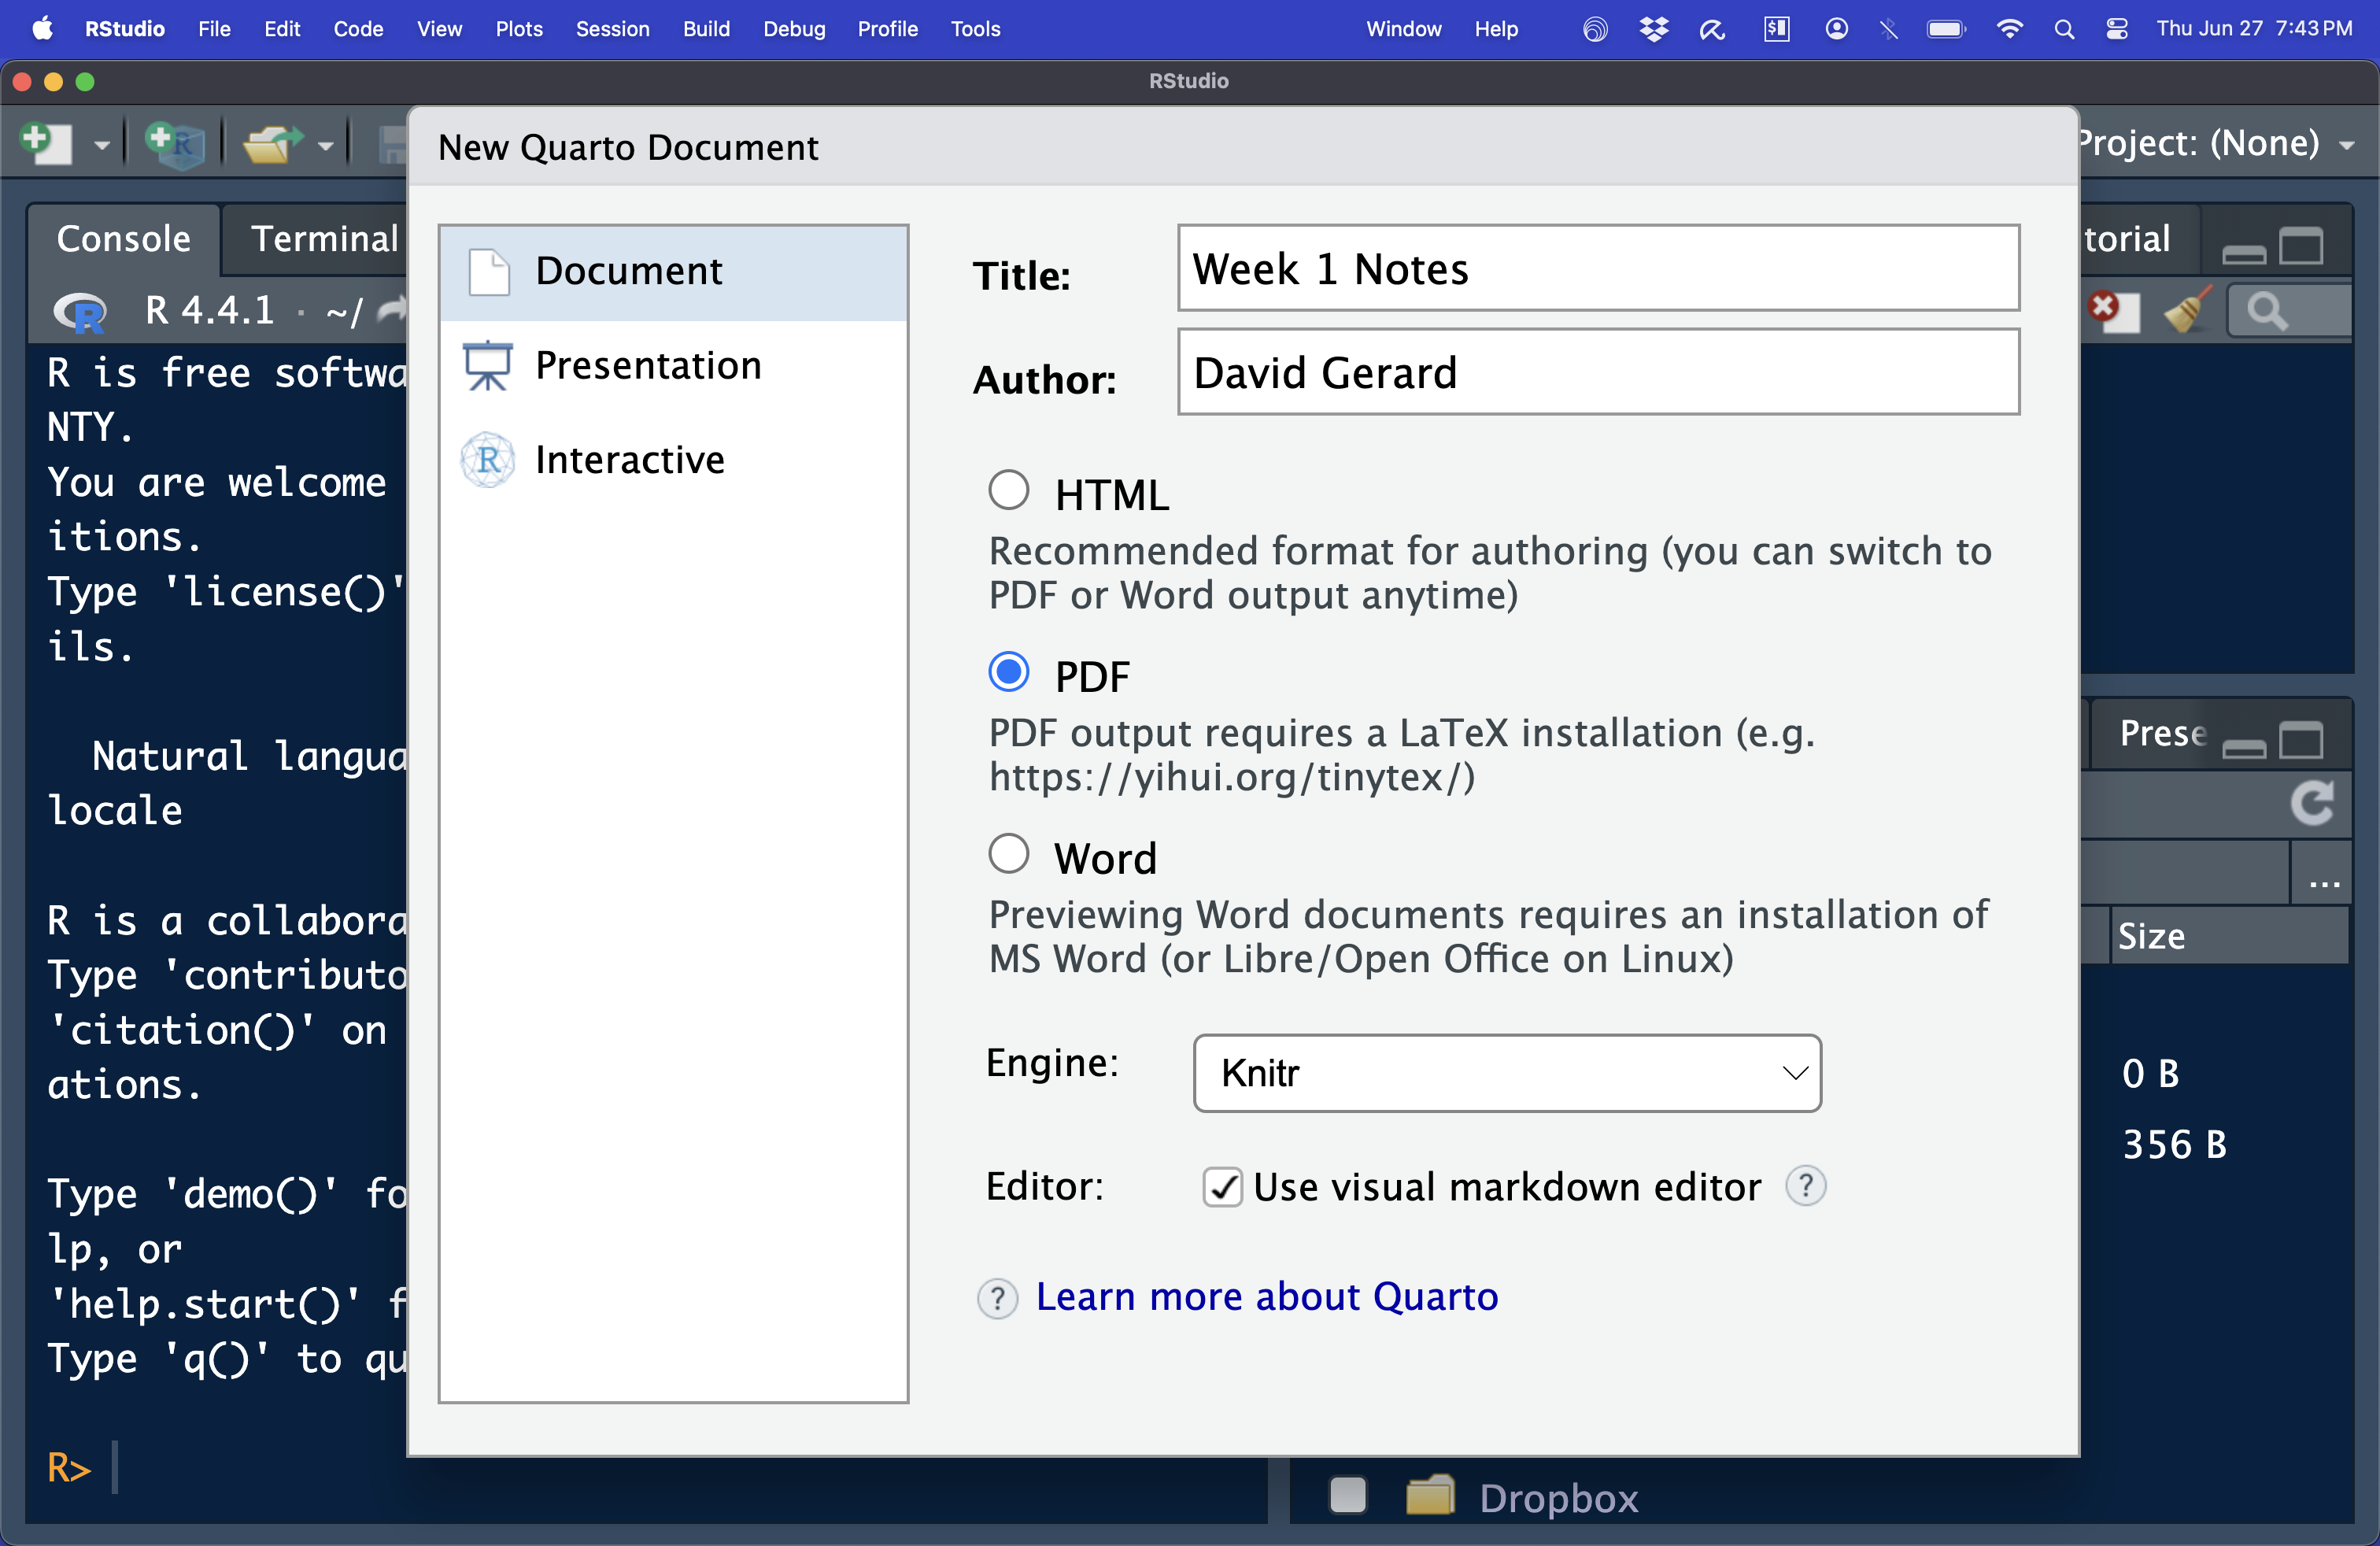 RStudio File Edit Code View Plots Session Build Debug Profile Tools Window Help Thu Jun 27 7:43 PM
RStudio
New Quarto Document
Project: (None)
Console Terminal
torial
R 4.4.1 · ~/
R is free softwa
NTY.
You are welcome
itions.
Type 'license()'
ils.
Natural langua
locale
R is a collabora
Type 'contributo
'citation()' on
ations.
Type 'demo()' fo
lp, or
'help.start()' f
Type 'q()' to qu
R>
Document
Presentation
Interactive
Title: Week 1 Notes
Author: David Gerard
HTML
Recommended format for authoring (you can switch to
PDF or Word output anytime)
PDF
PDF output requires a LaTeX installation (e.g.
https://yihui.org/tinytex/)
Word
Previewing Word documents requires an installation of
MS Word (or Libre/Open Office on Linux)
Engine: Knitr
Editor: Use visual markdown editor ?
? Learn more about Quarto
Prese
...
Size
0 B
356 B
Dropbox